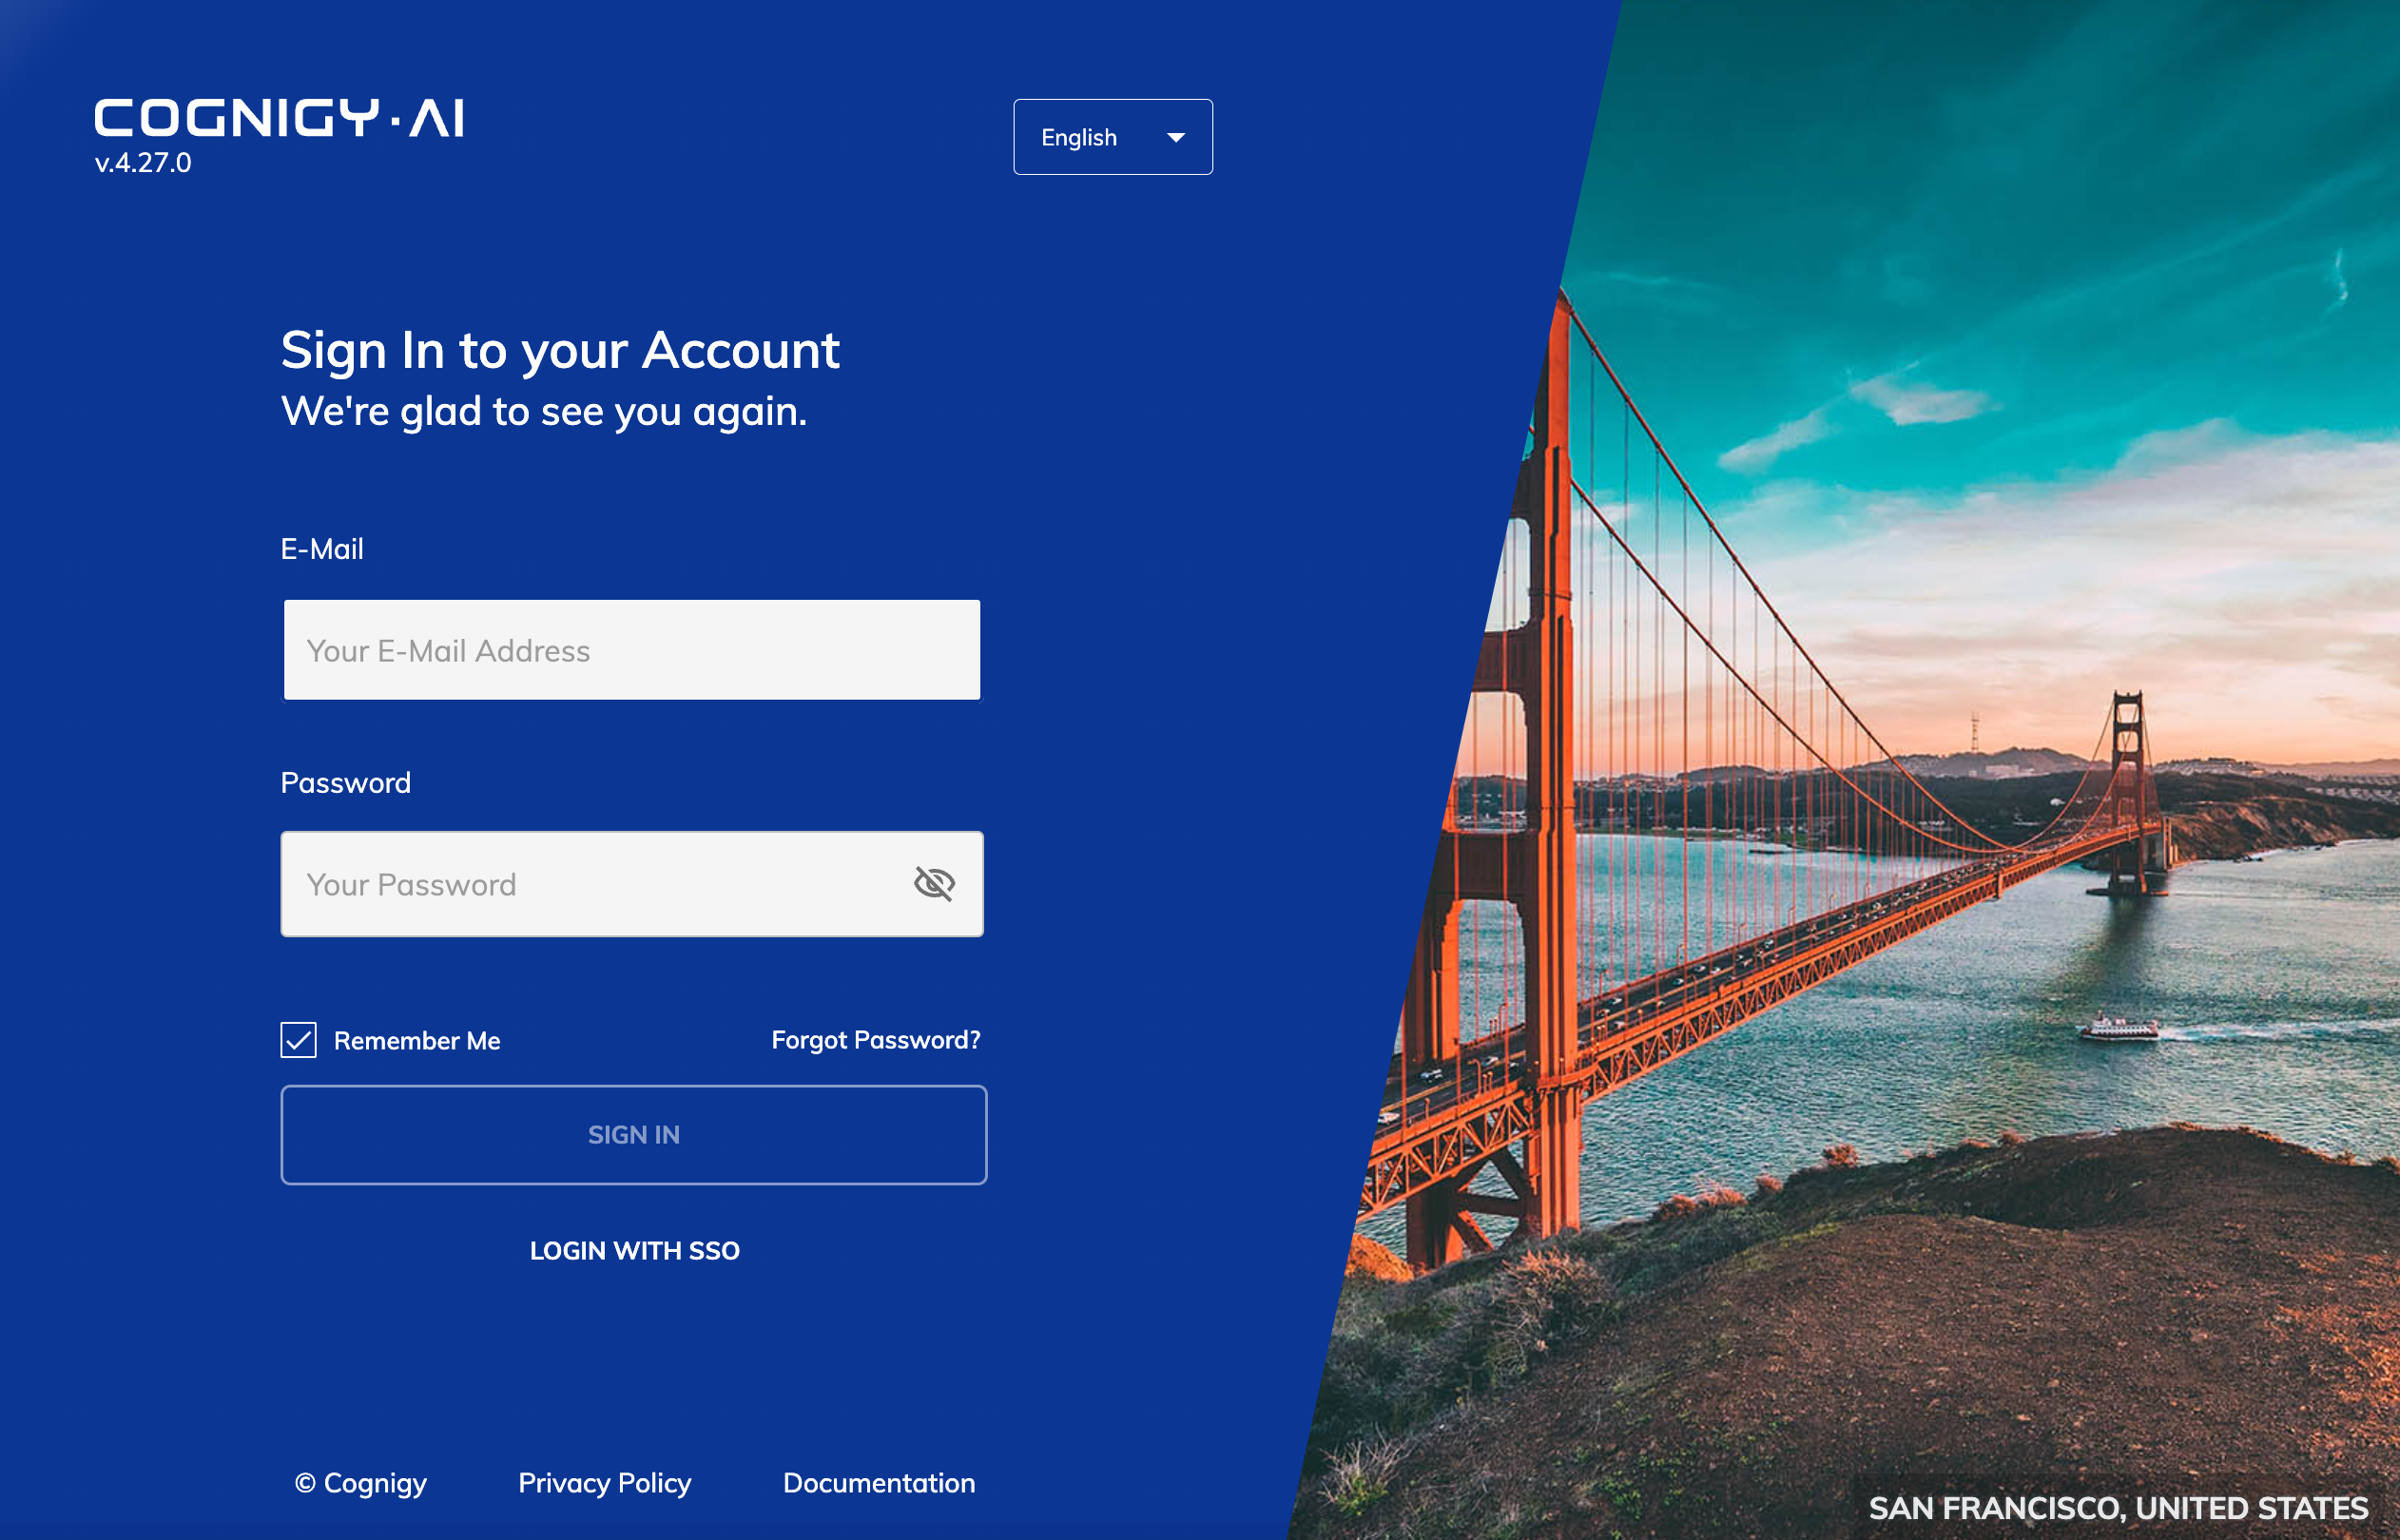 COGNIGY·AI
v.4.27.0
English
Sign In to your Account
We're glad to see you again.
E-Mail
Your E-Mail Address
Password
Your Password
Remember Me
Forgot Password?
SIGN IN
LOGIN WITH SSO
© Cognigy
Privacy Policy
Documentation
SAN FRANCISCO, UNITED STATES